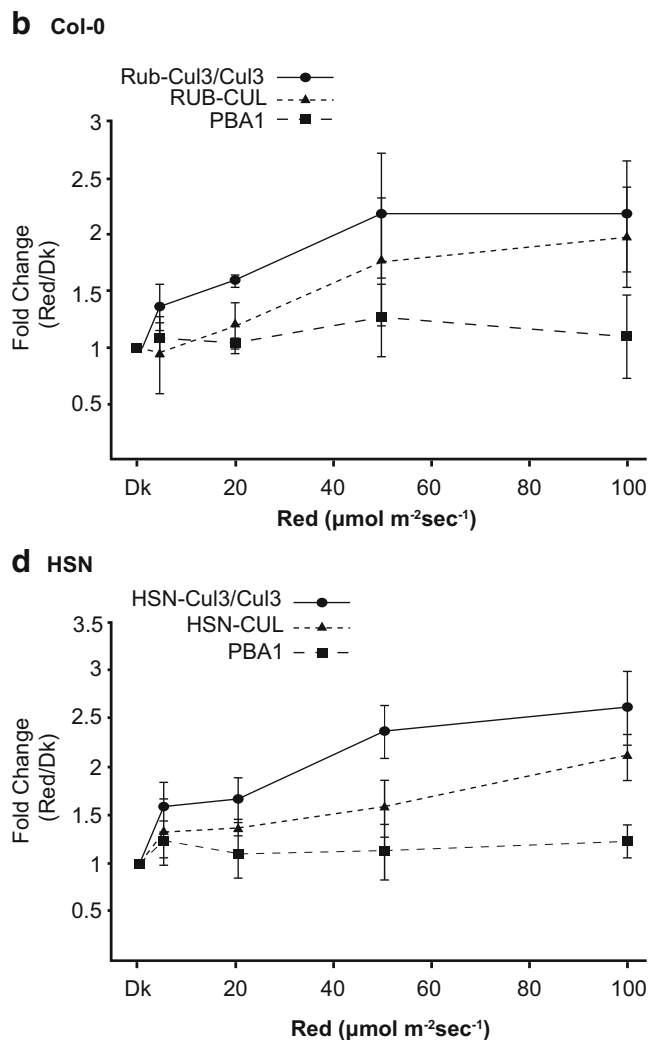 b Col-0
Rub-Cul3/Cul3
RUB-CUL
PBA1
3
2.5
2
1.5
1
0.5
Fold Change
(Red/Dk)
Dk 20 40 60 80 100
Red (µmol m⁻²sec⁻¹)
d HSN
HSN-Cul3/Cul3
HSN-CUL
PBA1
3.5
3
2.5
2
1.5
1
0.5
Fold Change
(Red/Dk)
Dk 20 40 60 80 100
Red (µmol m⁻²sec⁻¹)